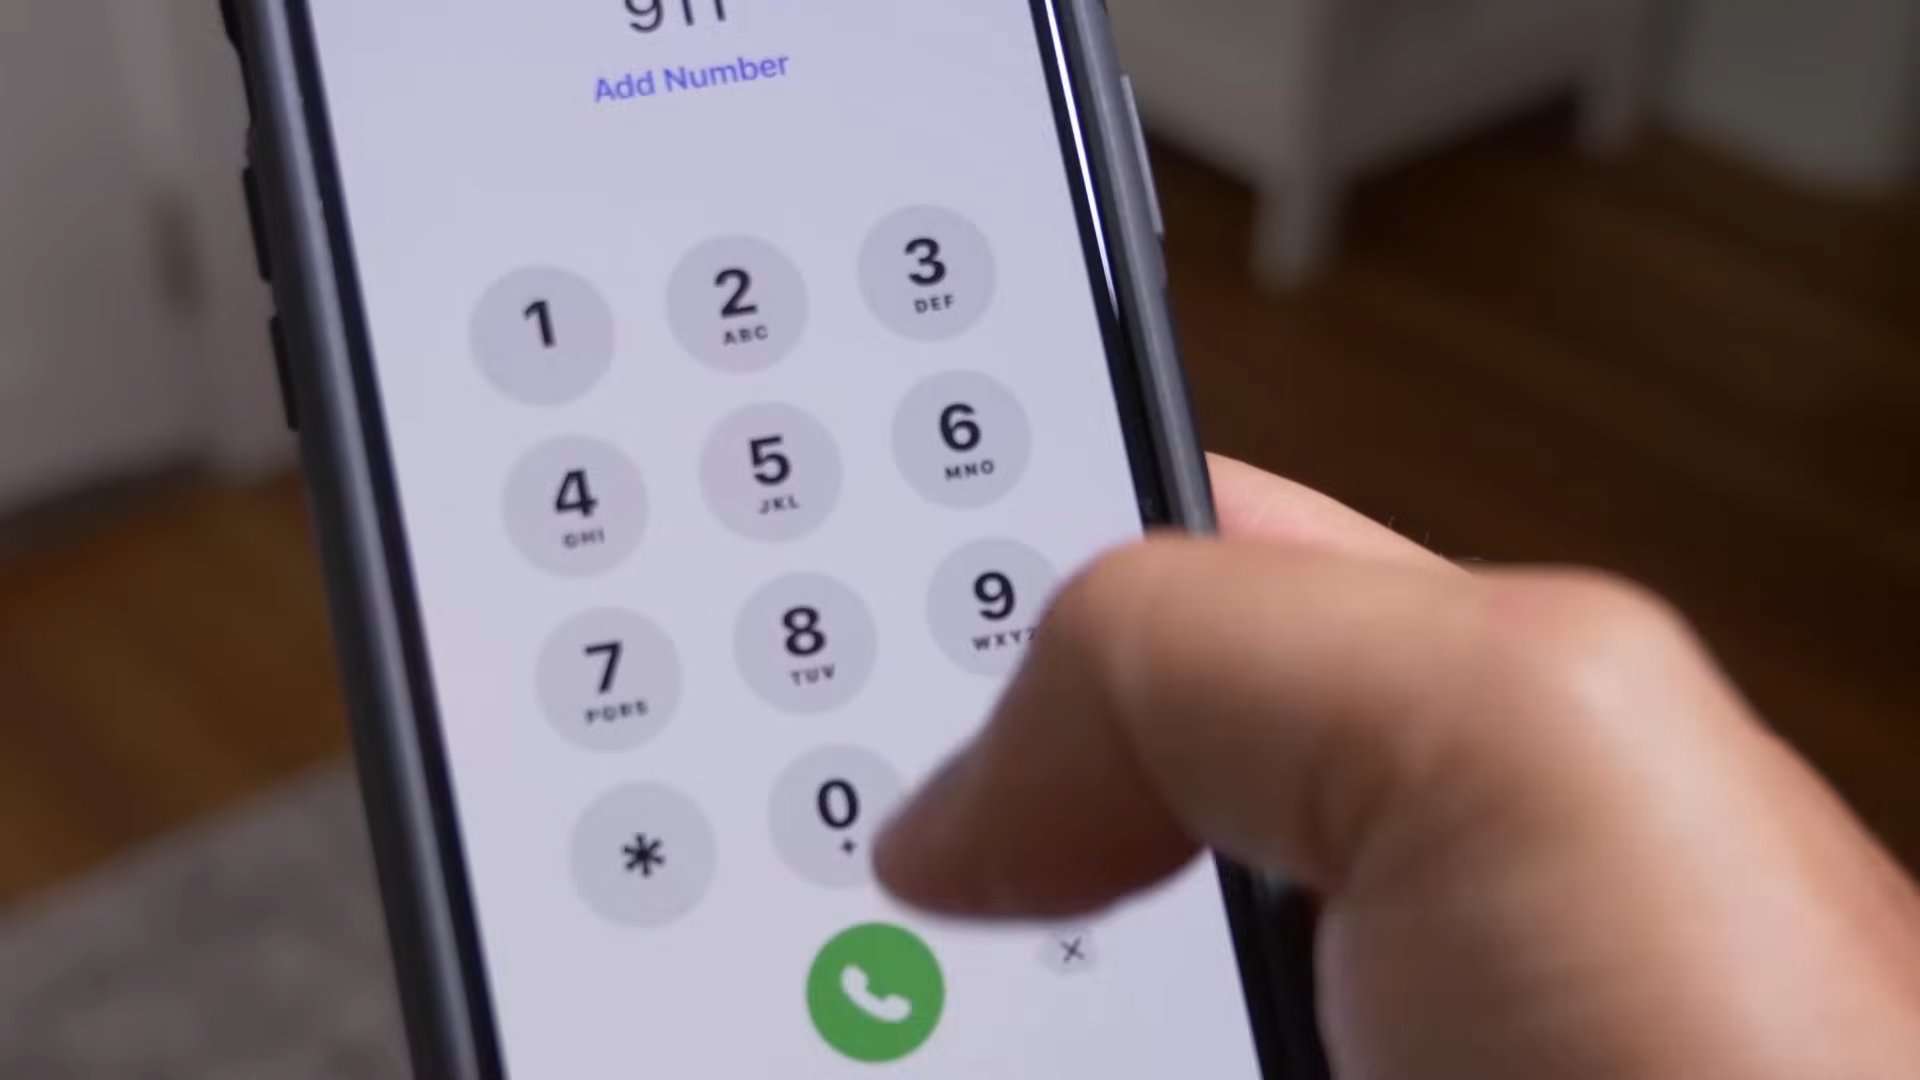 911
Add Number
1 2 3
ABC DEF
4 5 6
GHI JKL MNO
7 8 9
PQRS TUV WXYZ
* 0
+